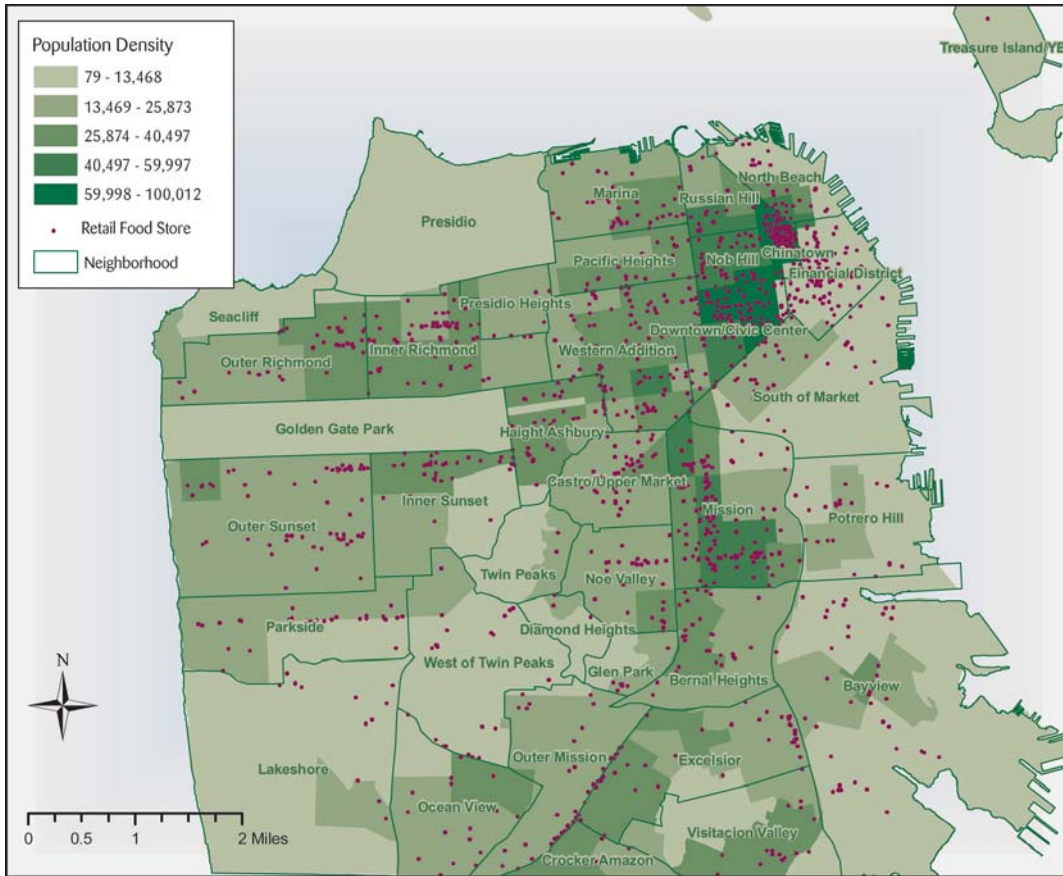 Population Density
79 - 13,468
13,469 - 25,873
25,874 - 40,497
40,497 - 59,997
59,998 - 100,012
Retail Food Store
Neighborhood
Treasure Island/YB
North Beach
Marina
Russian Hill
Presidio
Chinatown
Nob Hill
Pacific Heights
Financial District
Presidio Heights
Seacliff
Downtown/Civic Center
Inner Richmond
Western Addition
Outer Richmond
South of Market
Golden Gate Park
Haight Ashbury
Castro/Upper Market
Inner Sunset
Mission
Potrero Hill
Outer Sunset
Twin Peaks
Noe Valley
Parkside
Diamond Heights
West of Twin Peaks
Glen Park
Bernal Heights
Bayview
N
Outer Mission
Excelsior
Lakeshore
Ocean View
0 0.5 1 2 Miles
Visitacion Valley
Crocker Amazon